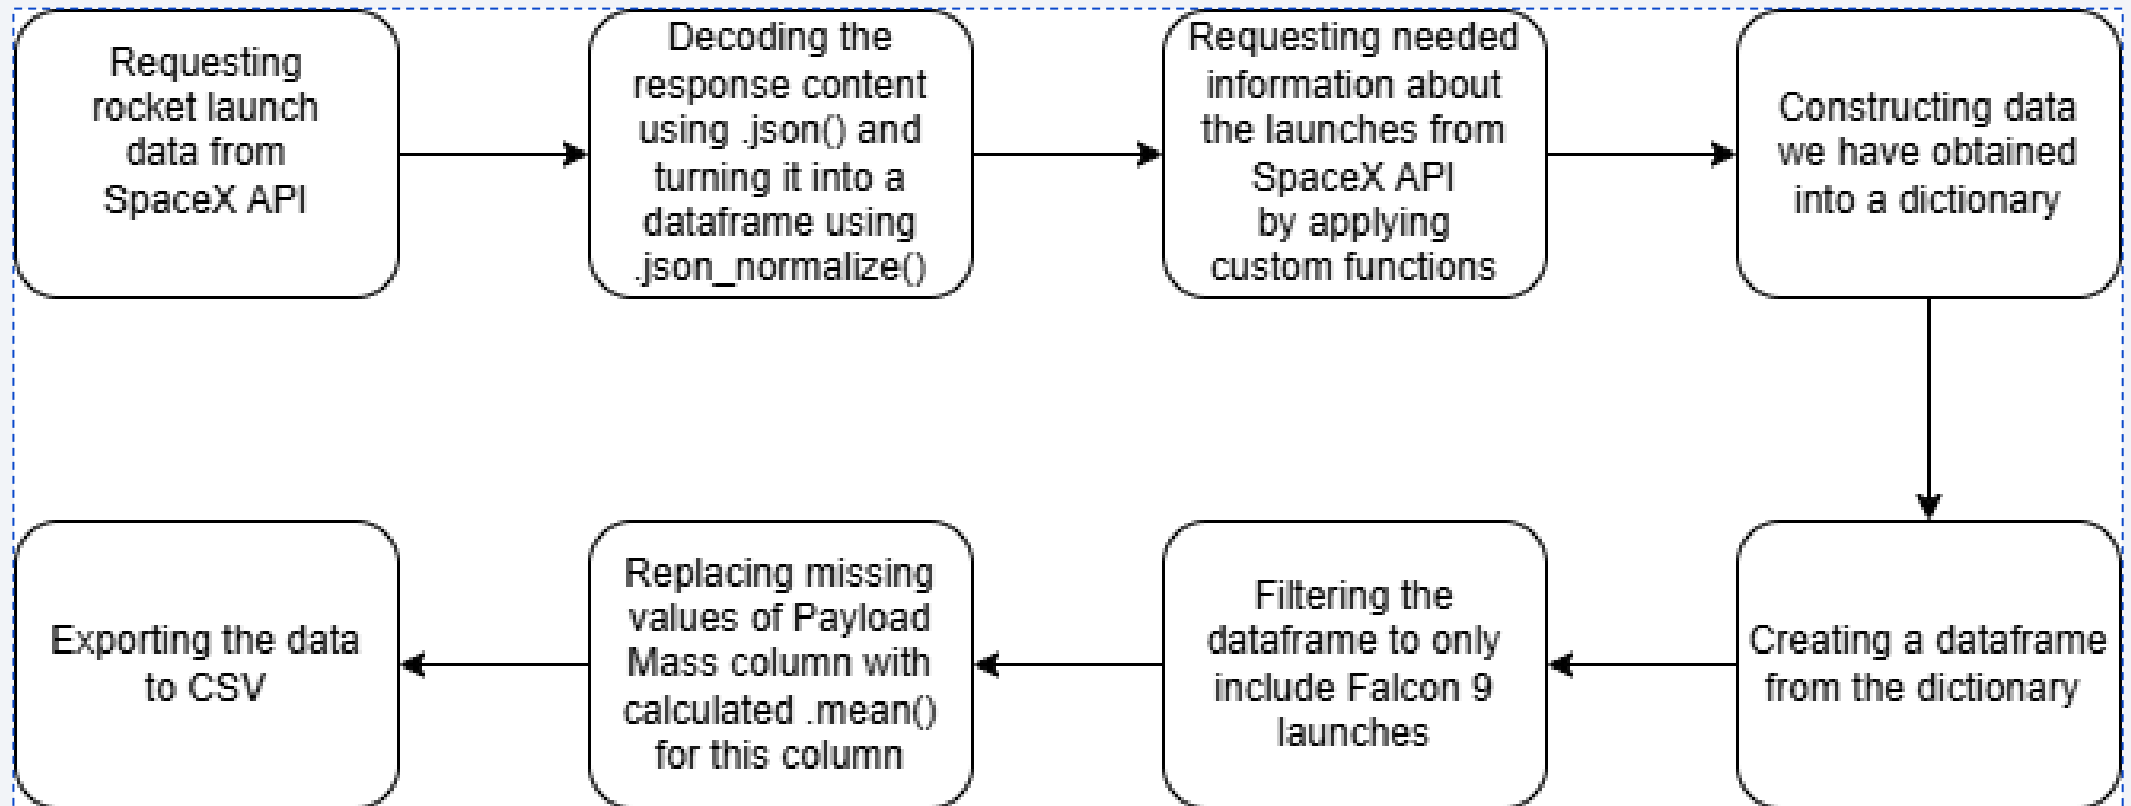 Requesting
rocket launch
data from
SpaceX API
Decoding the
response content
using .json() and
turning it into a
dataframe using
.json_normalize()
Requesting needed
information about
the launches from
SpaceX API
by applying
custom functions
Constructing data
we have obtained
into a dictionary
Creating a dataframe
from the dictionary
Filtering the
dataframe to only
include Falcon 9
launches
Replacing missing
values of Payload
Mass column with
calculated .mean()
for this column
Exporting the data
to CSV